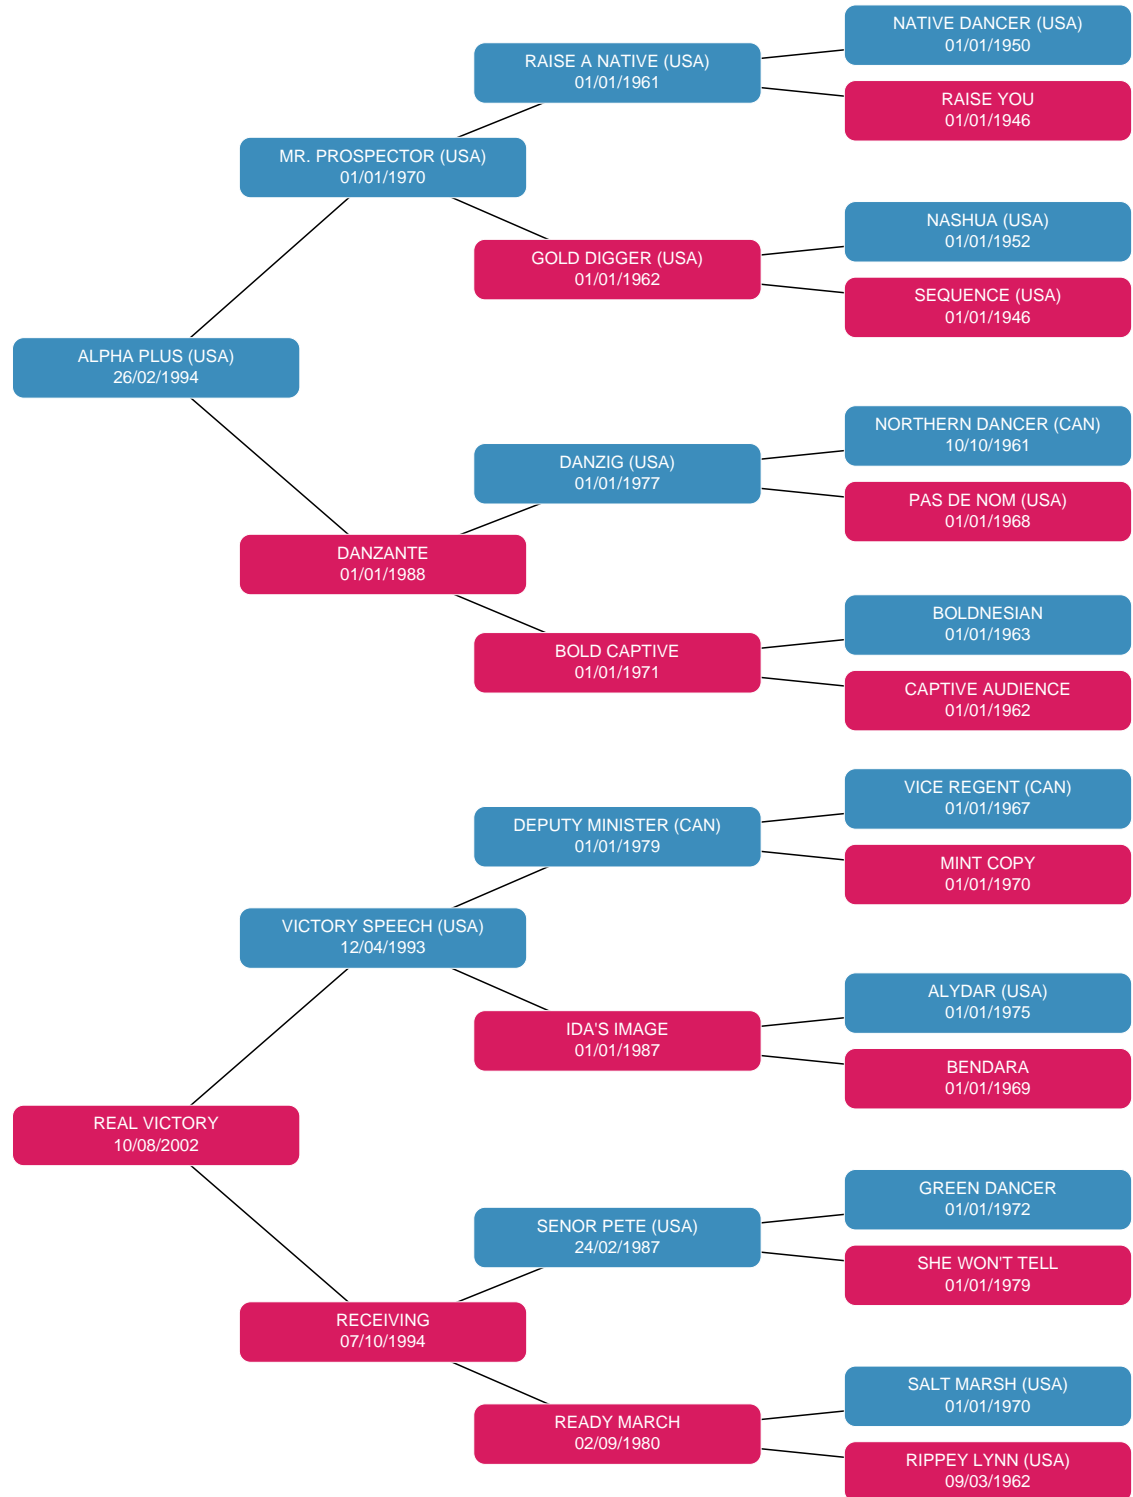 NATIVE DANCER (USA)
01/01/1950
RAISE A NATIVE (USA)
01/01/1961
RAISE YOU
01/01/1946
MR. PROSPECTOR (USA)
01/01/1970
NASHUA (USA)
01/01/1952
GOLD DIGGER (USA)
01/01/1962
SEQUENCE (USA)
01/01/1946
ALPHA PLUS (USA)
26/02/1994
NORTHERN DANCER (CAN)
10/10/1961
DANZIG (USA)
01/01/1977
PAS DE NOM (USA)
01/01/1968
DANZANTE
01/01/1988
BOLDNESIAN
01/01/1963
BOLD CAPTIVE
01/01/1971
CAPTIVE AUDIENCE
01/01/1962
VICE REGENT (CAN)
01/01/1967
DEPUTY MINISTER (CAN)
01/01/1979
MINT COPY
01/01/1970
VICTORY SPEECH (USA)
12/04/1993
ALYDAR (USA)
01/01/1975
IDA'S IMAGE
01/01/1987
BENDARA
01/01/1969
REAL VICTORY
10/08/2002
GREEN DANCER
01/01/1972
SENOR PETE (USA)
24/02/1987
SHE WON'T TELL
01/01/1979
RECEIVING
07/10/1994
SALT MARSH (USA)
01/01/1970
READY MARCH
02/09/1980
RIPPEY LYNN (USA)
09/03/1962